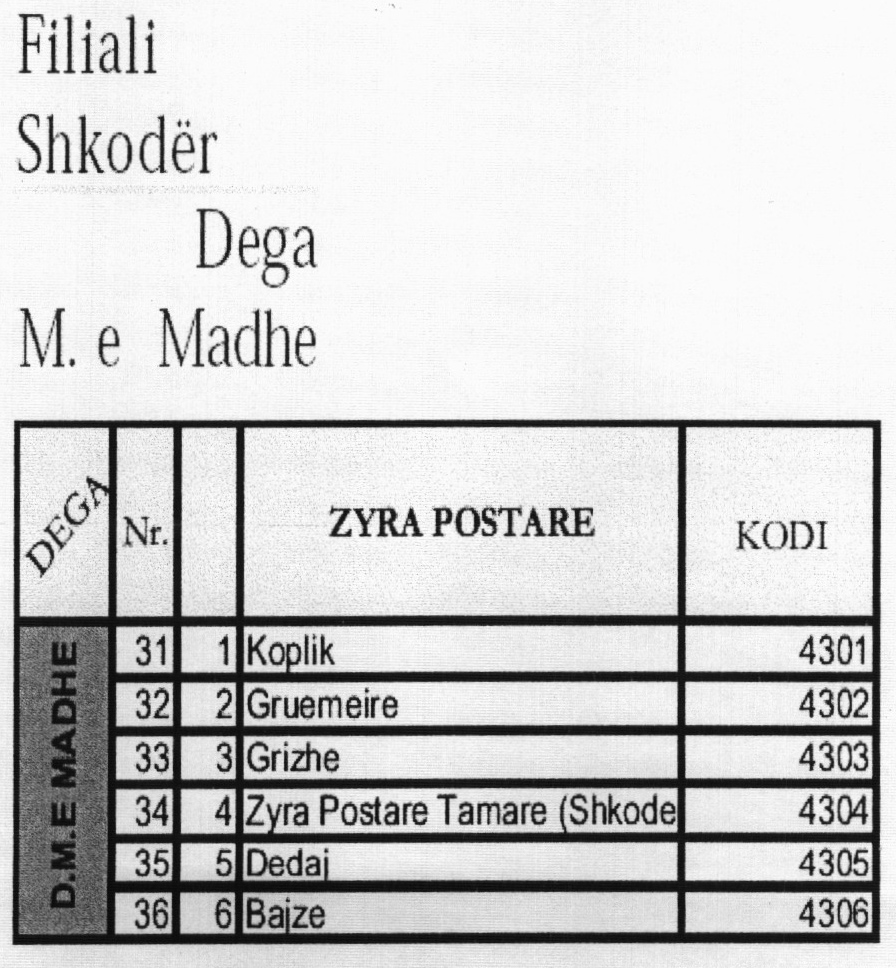 Filiali
Shkodër
Dega
M. e Madhe
DEGA Nr. ZYRA POSTARE KODI
D.M.E MADHE
31 1 Koplik 4301
32 2 Gruemeire 4302
33 3 Grizhe 4303
34 4 Zyra Postare Tamare (Shkode 4304
35 5 Dedaj 4305
36 6 Bajze 4306